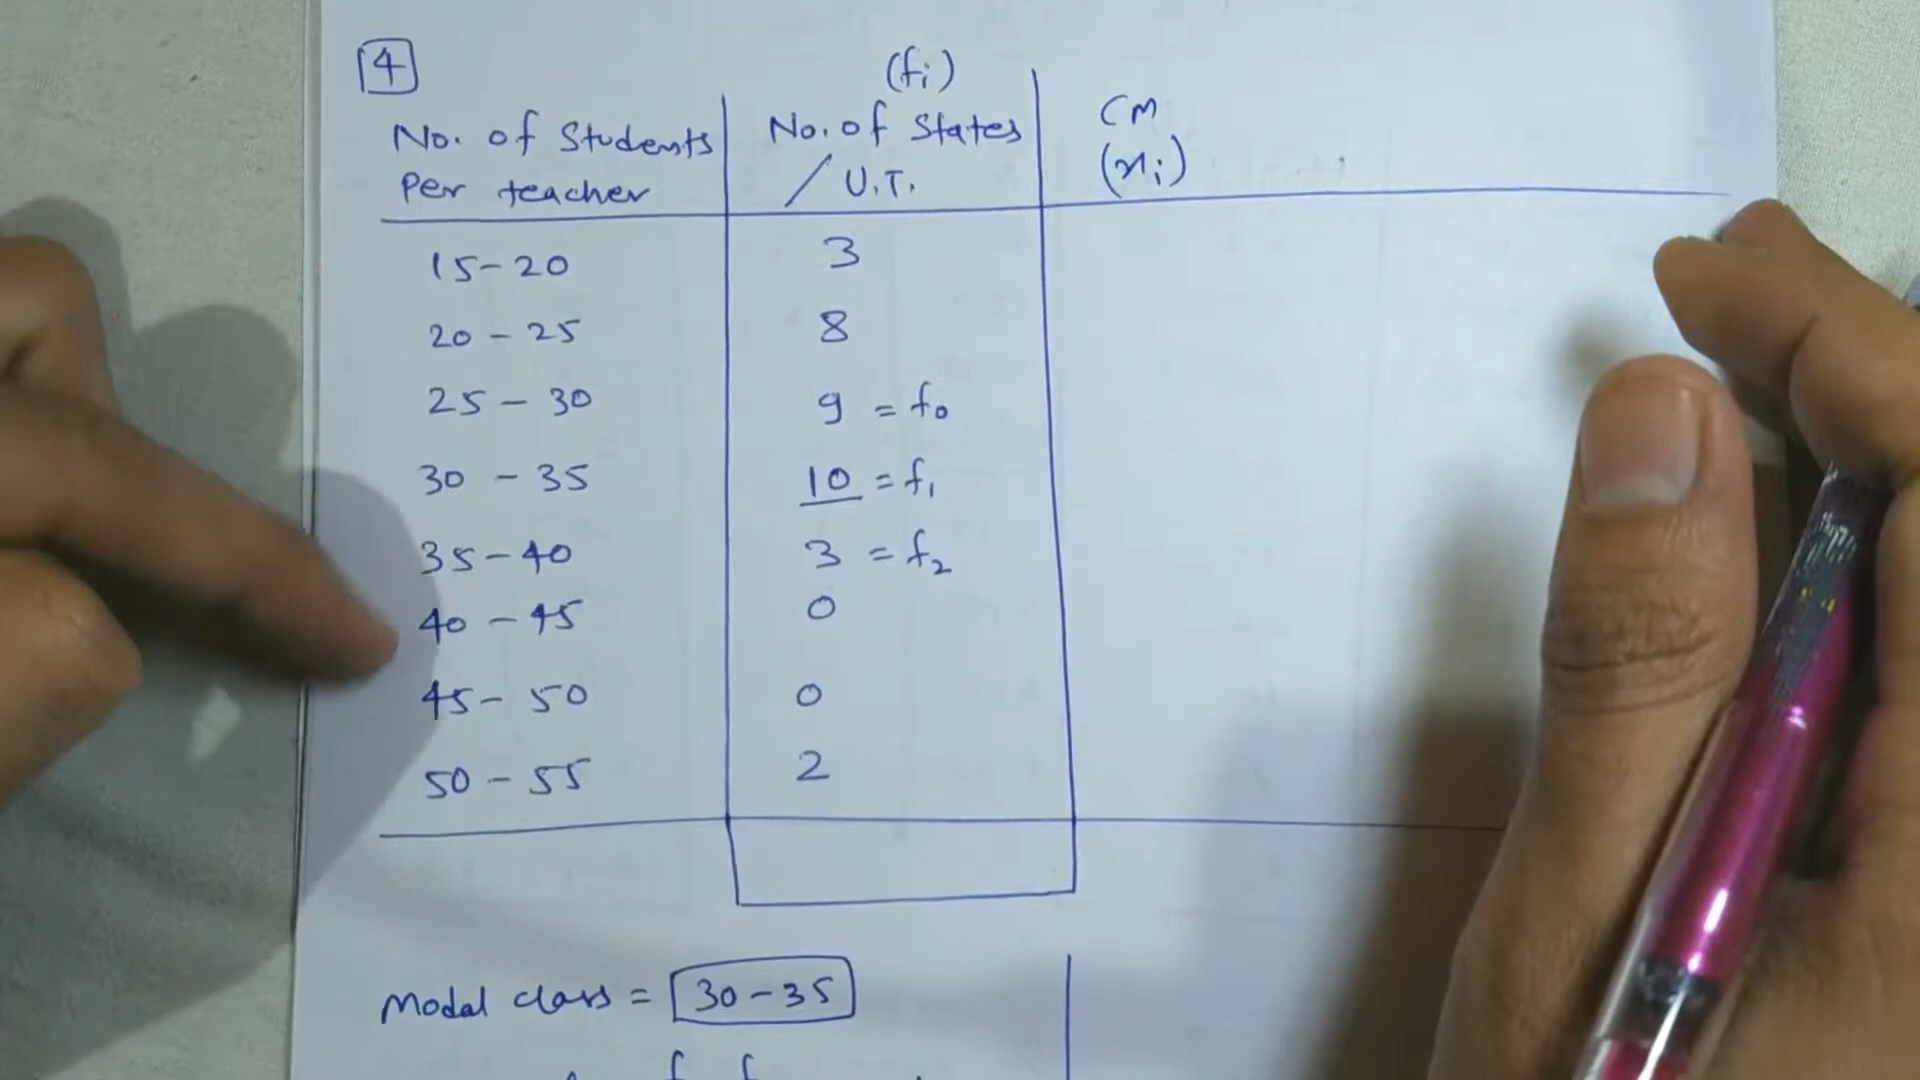 4
(fi)
No. of Students No. of States CM
Per teacher / U.T. (xi)
15-20 3
20-25 8
25-30 9 = f₀
30-35 10 = f₁
35-40 3 = f₂
40-45 0
45-50 0
50-55 2
Modal class = 30-35